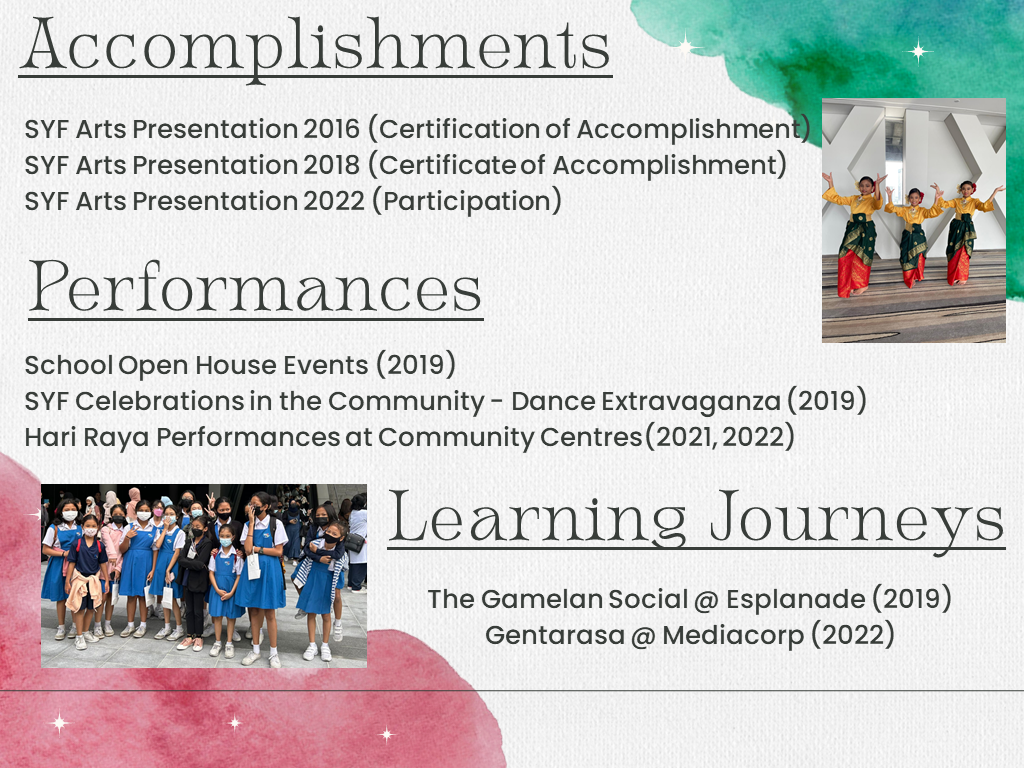 Accomplishments
SYF Arts Presentation 2016 (Certification of Accomplishment)
SYF Arts Presentation 2018 (Certificate of Accomplishment)
SYF Arts Presentation 2022 (Participation)
Performances
School Open House Events (2019)
SYF Celebrations in the Community - Dance Extravaganza (2019)
Hari Raya Performances at Community Centres(2021, 2022)
Learning Journeys
The Gamelan Social @ Esplanade (2019)
Gentarasa @ Mediacorp (2022)